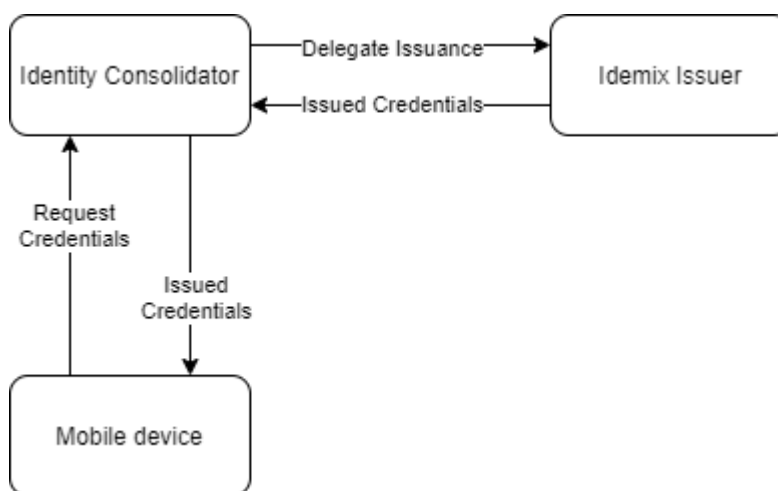 Identity Consolidator
Delegate Issuance
Idemix Issuer
Issued Credentials
Request
Credentials
Issued
Credentials
Mobile device